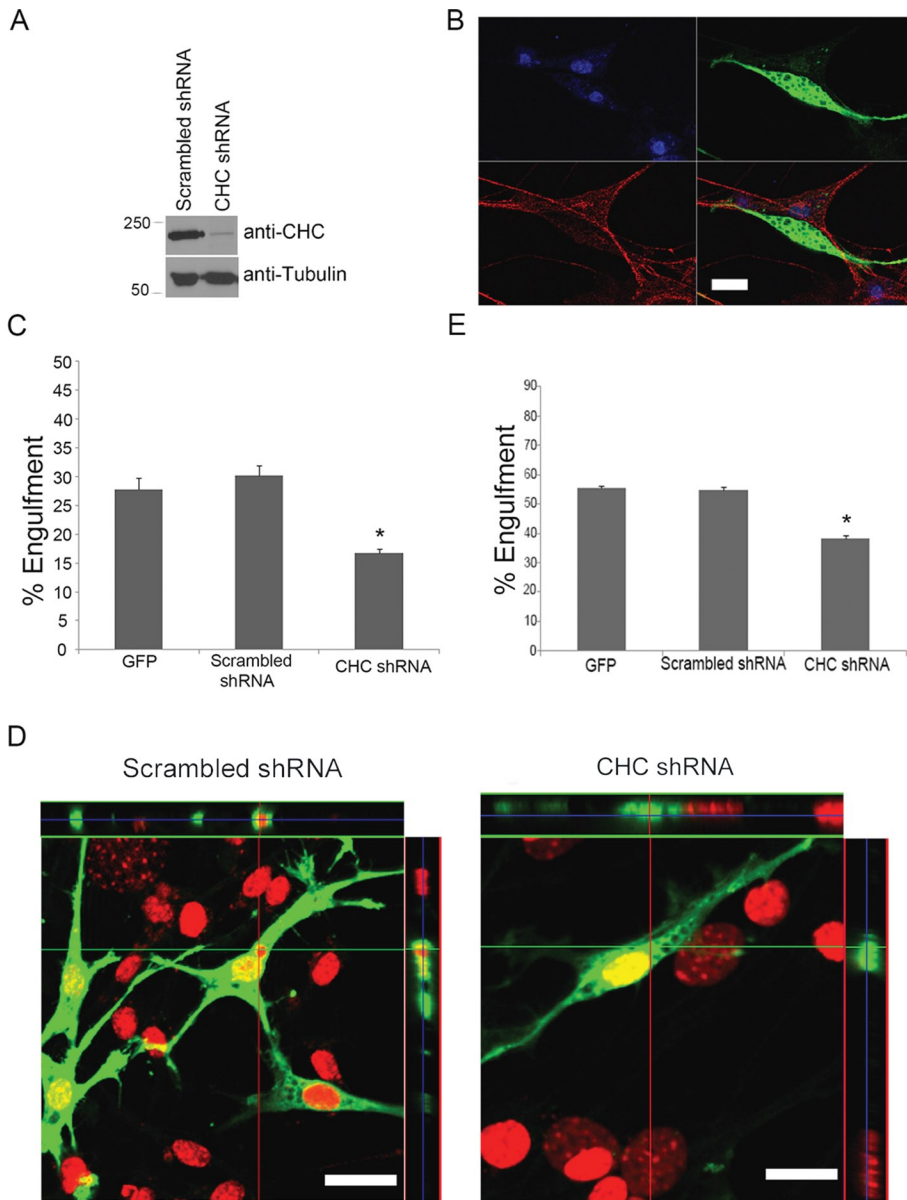 A
Scrambled shRNA
CHC shRNA
250
anti-CHC
anti-Tubulin
50
B
C
50
45
40
35
30
25
20
15
10
5
0
% Engulfment
*
GFP
Scrambled
shRNA
CHC shRNA
E
90
80
70
60
50
40
30
20
10
0
% Engulfment
*
GFP
Scrambled shRNA
CHC shRNA
D
Scrambled shRNA
CHC shRNA